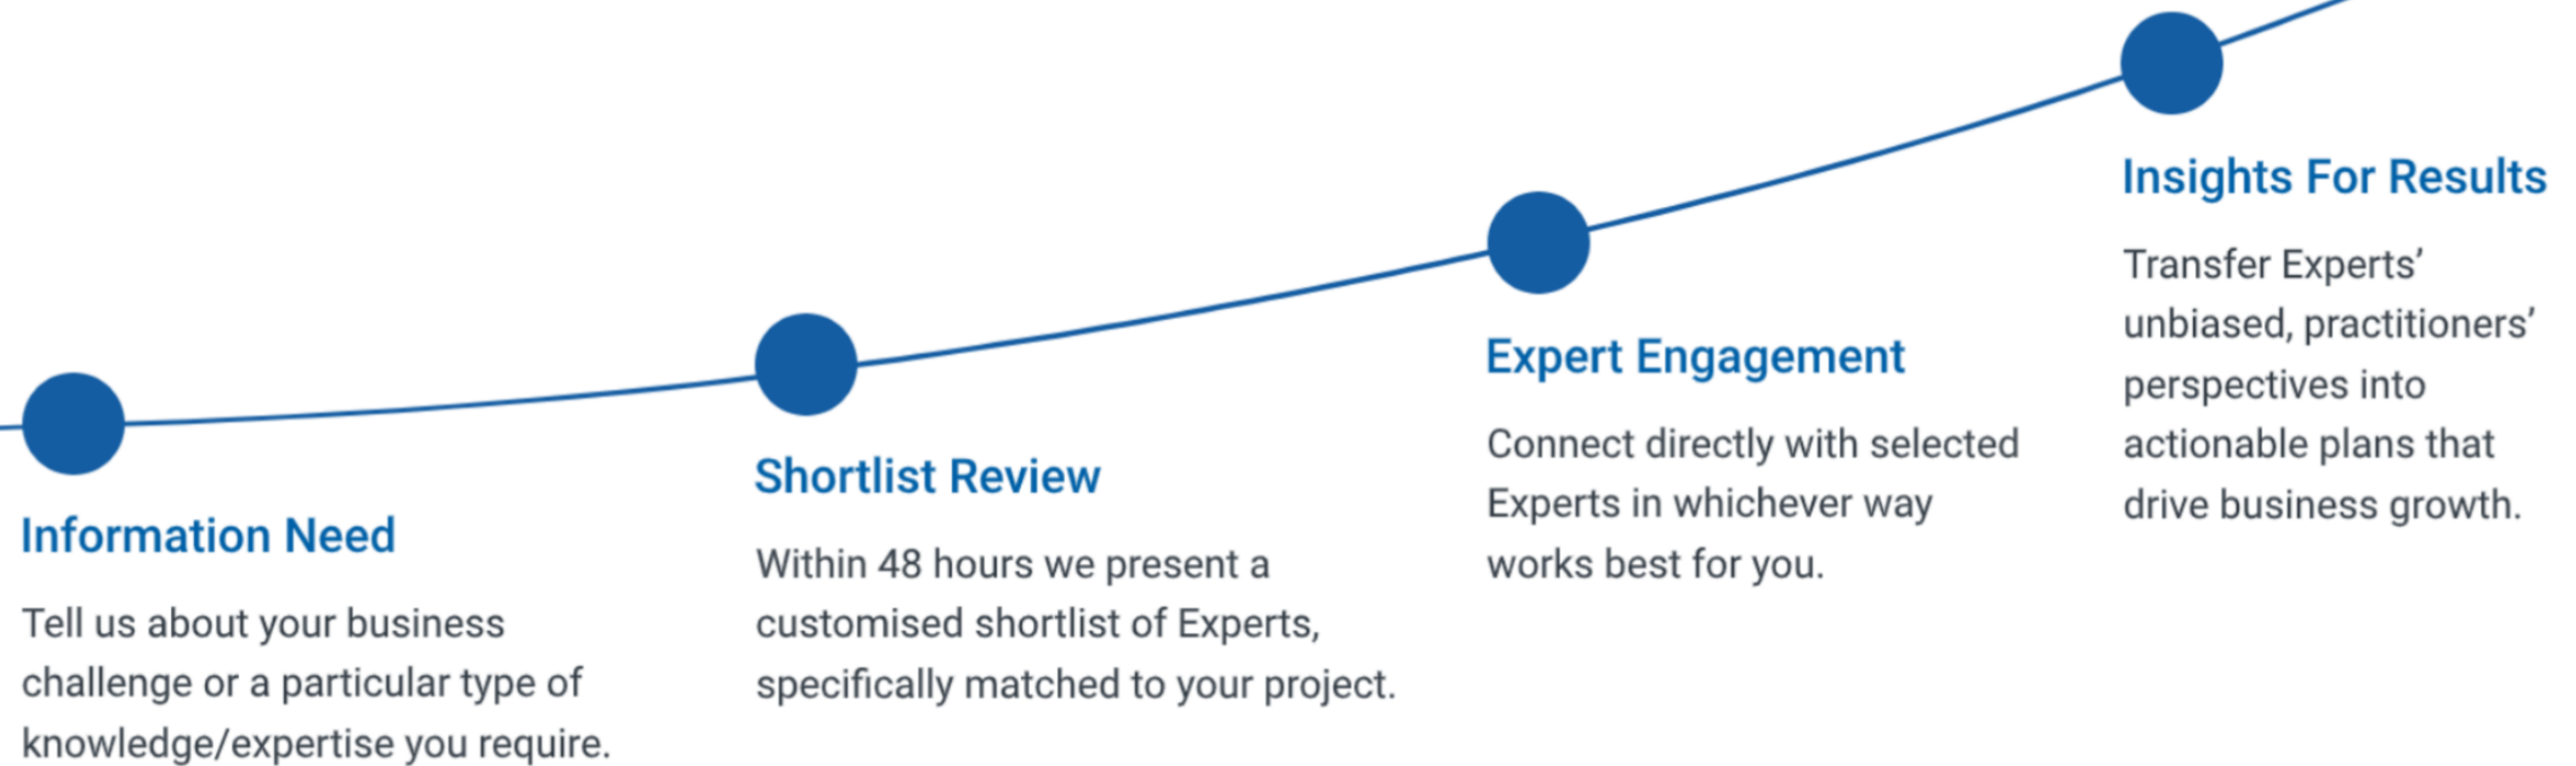 Information Need
Tell us about your business
challenge or a particular type of
knowledge/expertise you require.
Shortlist Review
Within 48 hours we present a
customised shortlist of Experts,
specifically matched to your project.
Expert Engagement
Connect directly with selected
Experts in whichever way
works best for you.
Insights For Results
Transfer Experts’
unbiased, practitioners’
perspectives into
actionable plans that
drive business growth.